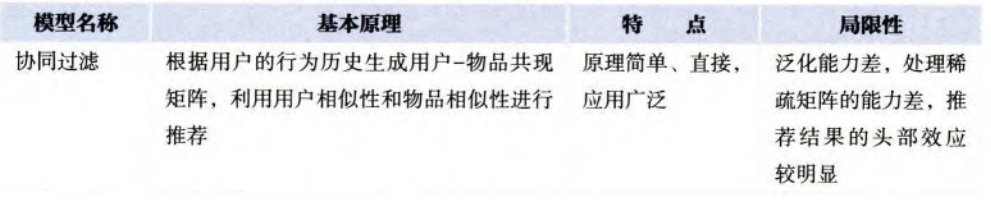 模型名称 基本原理 特 点 局限性
协同过滤 根据用户的行为历史生成用户-物品共现 原理简单、直接, 泛化能力差,处理稀
矩阵,利用用户相似性和物品相似性进行 应用广泛 疏矩阵的能力差,推
推荐 荐结果的头部效应
较明显